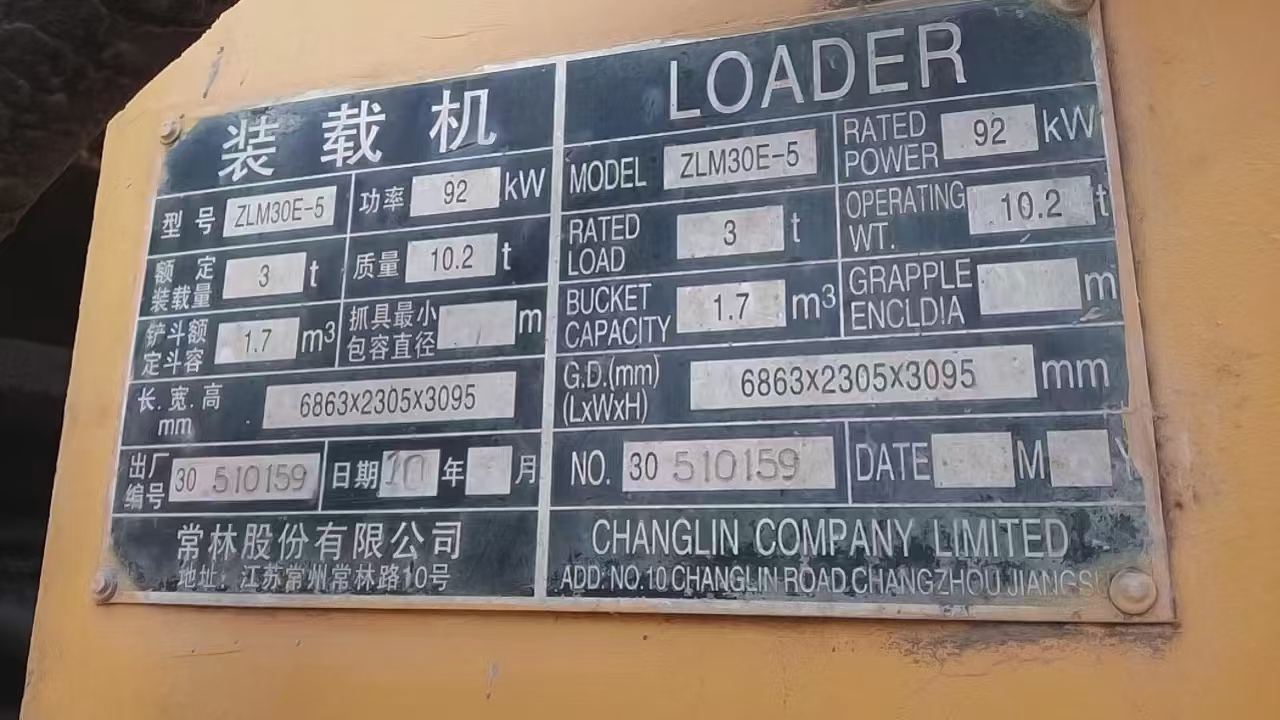 装载机
型号 ZLM30E-5 功率 92 kW
额定装载量 3 t 质量 10.2 t
铲斗额定斗容 1.7 m³ 抓具最小包容直径 m
长.宽.高 mm 6863x2305x3095
出厂编号 30 510159 日期 10 年 月
常林股份有限公司
地址: 江苏常州常林路10号
LOADER
MODEL ZLM30E-5 RATED POWER 92 kW
RATED LOAD 3 t OPERATING WT. 10.2 t
BUCKET CAPACITY 1.7 m³ GRAPPLE ENCLDIA m
G.D.(mm) (LxWxH) 6863x2305x3095 mm
NO. 30 510159 DATE M Y
CHANGLIN COMPANY LIMITED
ADD: NO.10 CHANGLIN ROAD CHANGZHOU JIANGSU